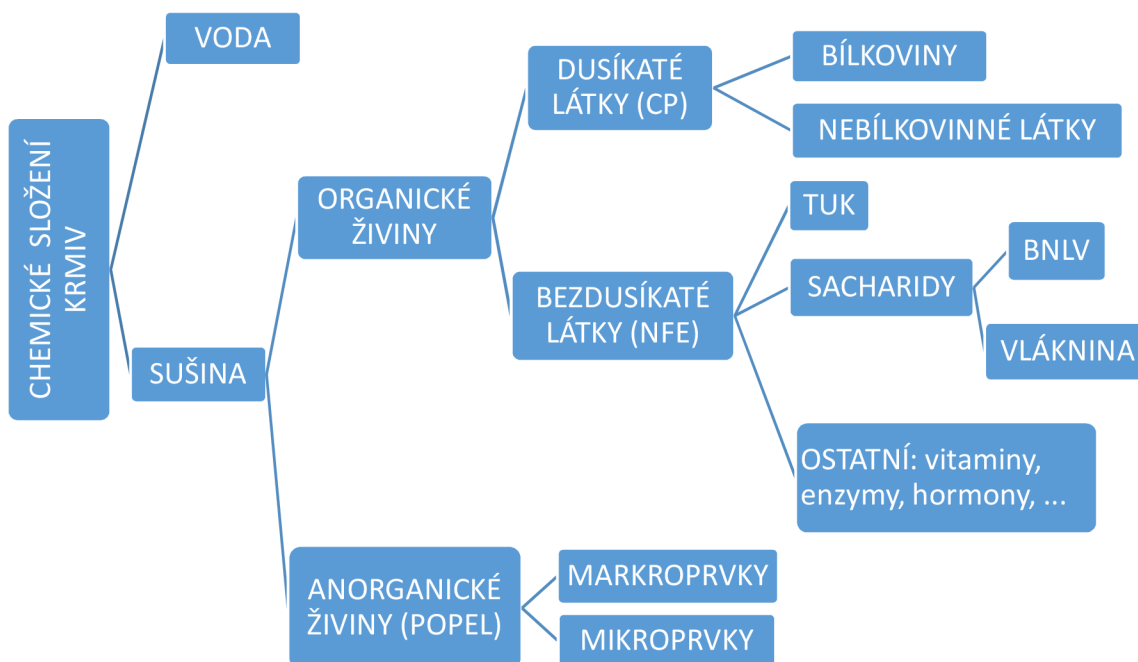 CHEMICKÉ SLOŽENÍ
KRMIV
VODA
SUŠINA
ORGANICKÉ
ŽIVINY
ANORGANICKÉ
ŽIVINY (POPEL)
DUSÍKATÉ
LÁTKY (CP)
BEZDUSÍKATÉ
LÁTKY (NFE)
MARKROPRVKY
MIKROPRVKY
BÍLKOVINY
NEBÍLKOVINNÉ LÁTKY
TUK
SACHARIDY
OSTATNÍ: vitaminy,
enzymy, hormony, ...
BNLV
VLÁKNINA